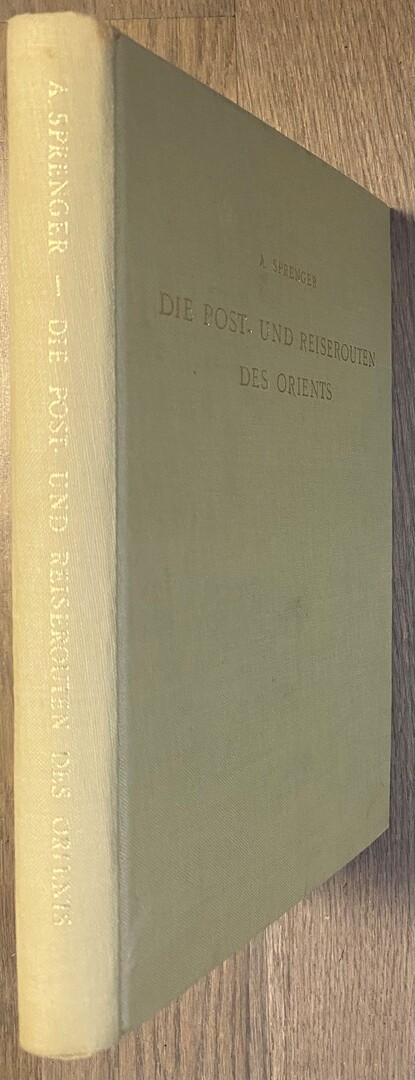 A. SPRENGER — DIE POST- UND REISEROUTEN DES ORIENTS
A. SPRENGER
DIE POST- UND REISEROUTEN
DES ORIENTS